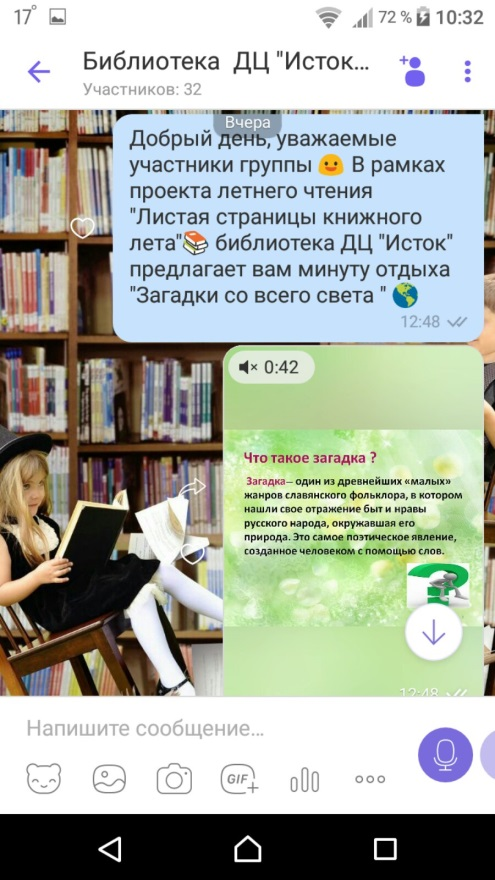 17°
72 %
10:32
Библиотека ДЦ "Исток...
Участников: 32
Вчера
Добрый день, уважаемые
участники группы В рамках
проекта летнего чтения
"Листая страницы книжного
лета" библиотека ДЦ "Исток"
предлагает вам минуту отдыха
"Загадки со всего света "
12:48
0:42
Что такое загадка ?
Загадка– один из древнейших «малых»
жанров славянского фольклора, в котором
нашли свое отражение быт и нравы
русского народа, окружавшая его
природа. Это самое поэтическое явление,
созданное человеком с помощью слов.
12:48
Напишите сообщение...
GIF